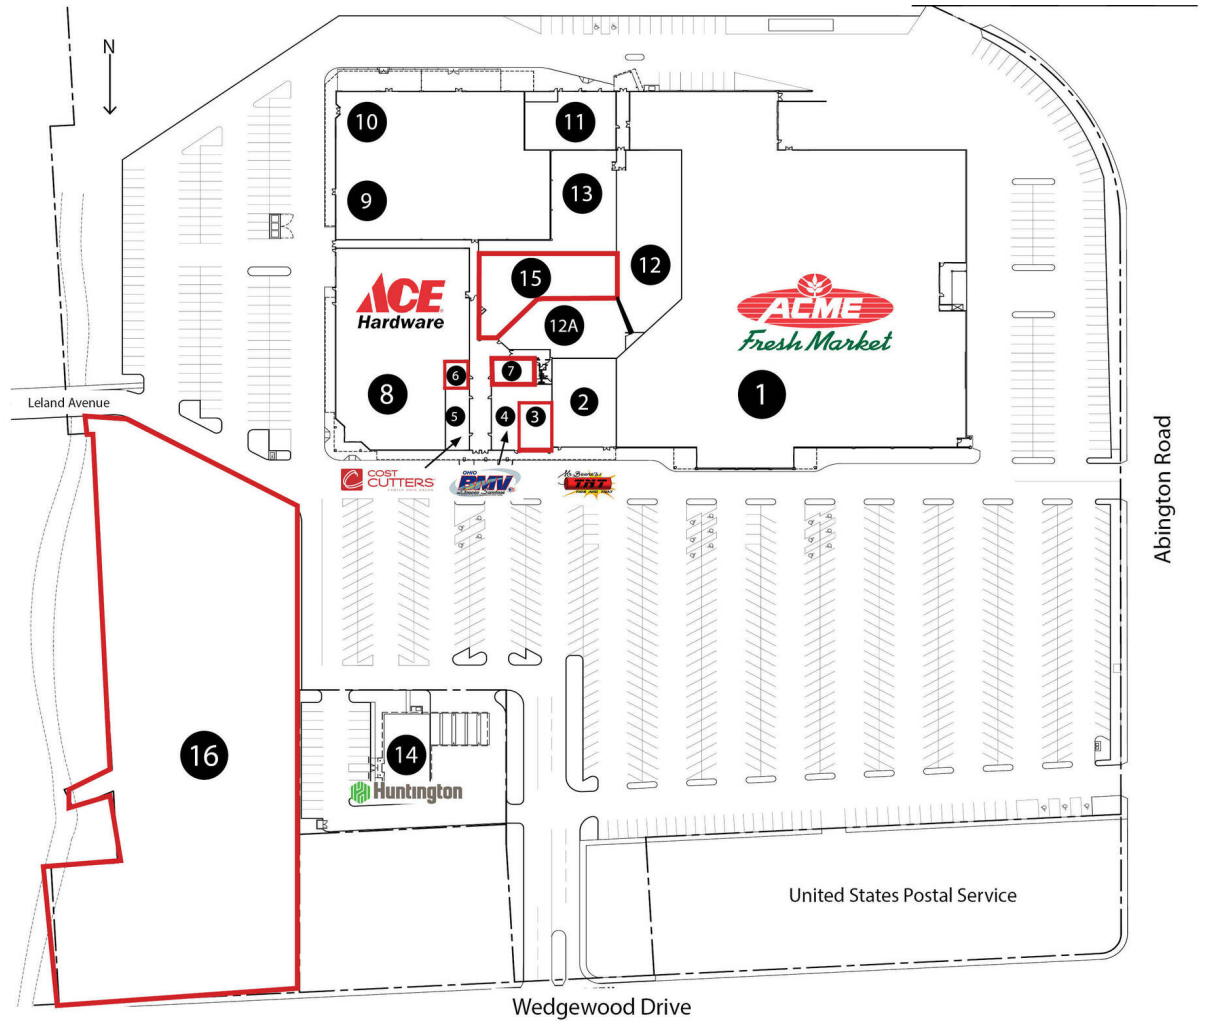 N
10
11
9
13
12
15
ACE
Hardware
12A
ACME
Fresh Market
6
7
8
5
4
3
2
1
Leland Avenue
COST
CUTTERS
OHIO
BMV
TNT
Abington Road
16
14
Huntington
United States Postal Service
Wedgewood Drive